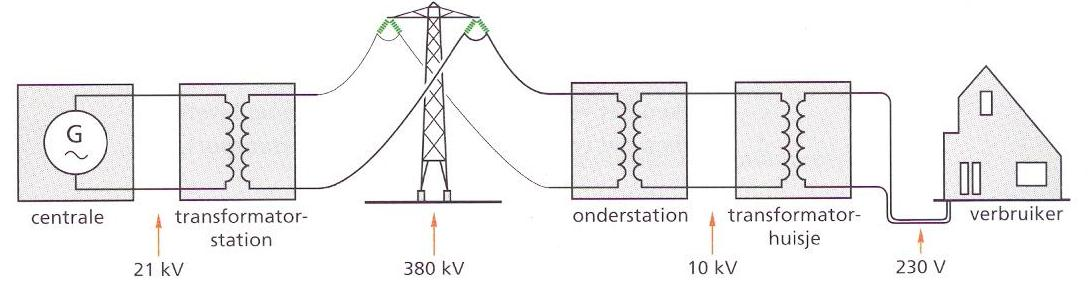 G
~
centrale
transformator-
station
onderstation
transformator-
huisje
verbruiker
21 kV
380 kV
10 kV
230 V